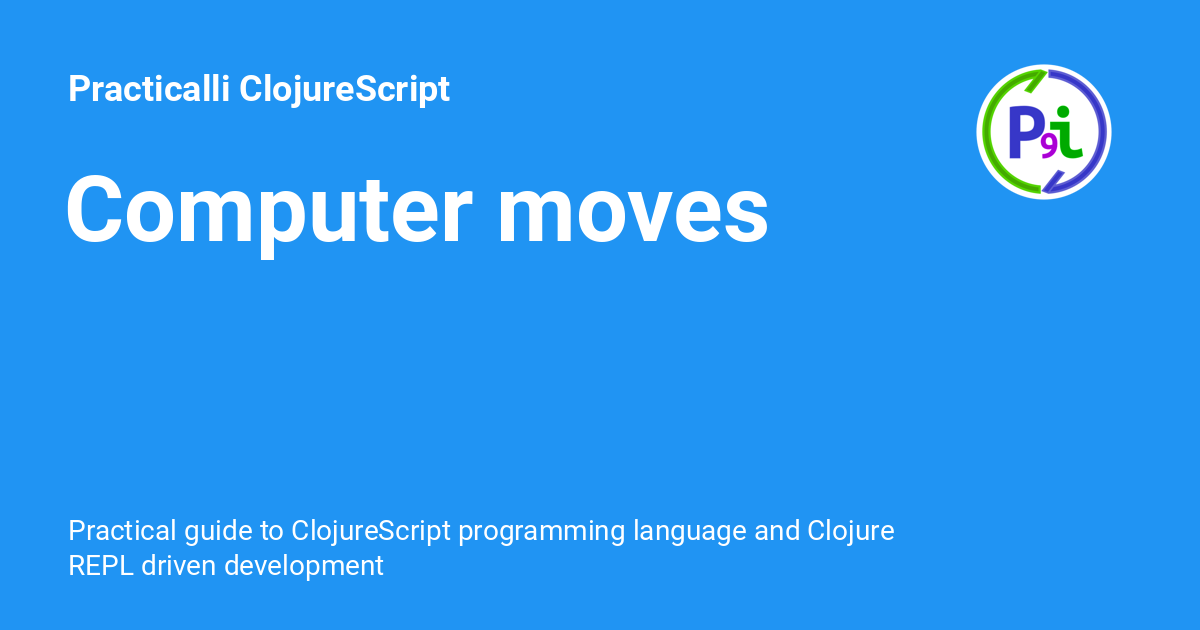 Practicalli ClojureScript
P9i
Computer moves
Practical guide to ClojureScript programming language and Clojure
REPL driven development